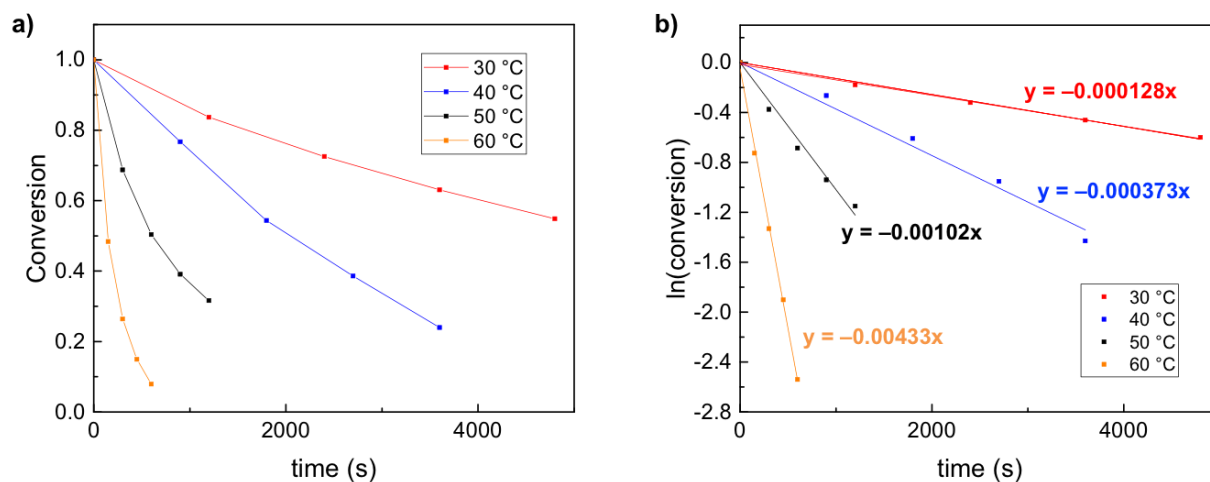 a)
Conversion
1.0
0.8
0.6
0.4
0.2
0.0
0
2000
4000
time (s)
30 °C
40 °C
50 °C
60 °C
b)
ln(conversion)
0.0
-0.4
-0.8
-1.2
-1.6
-2.0
-2.4
-2.8
0
2000
4000
time (s)
y = –0.000128x
y = –0.000373x
y = –0.00102x
y = –0.00433x
30 °C
40 °C
50 °C
60 °C